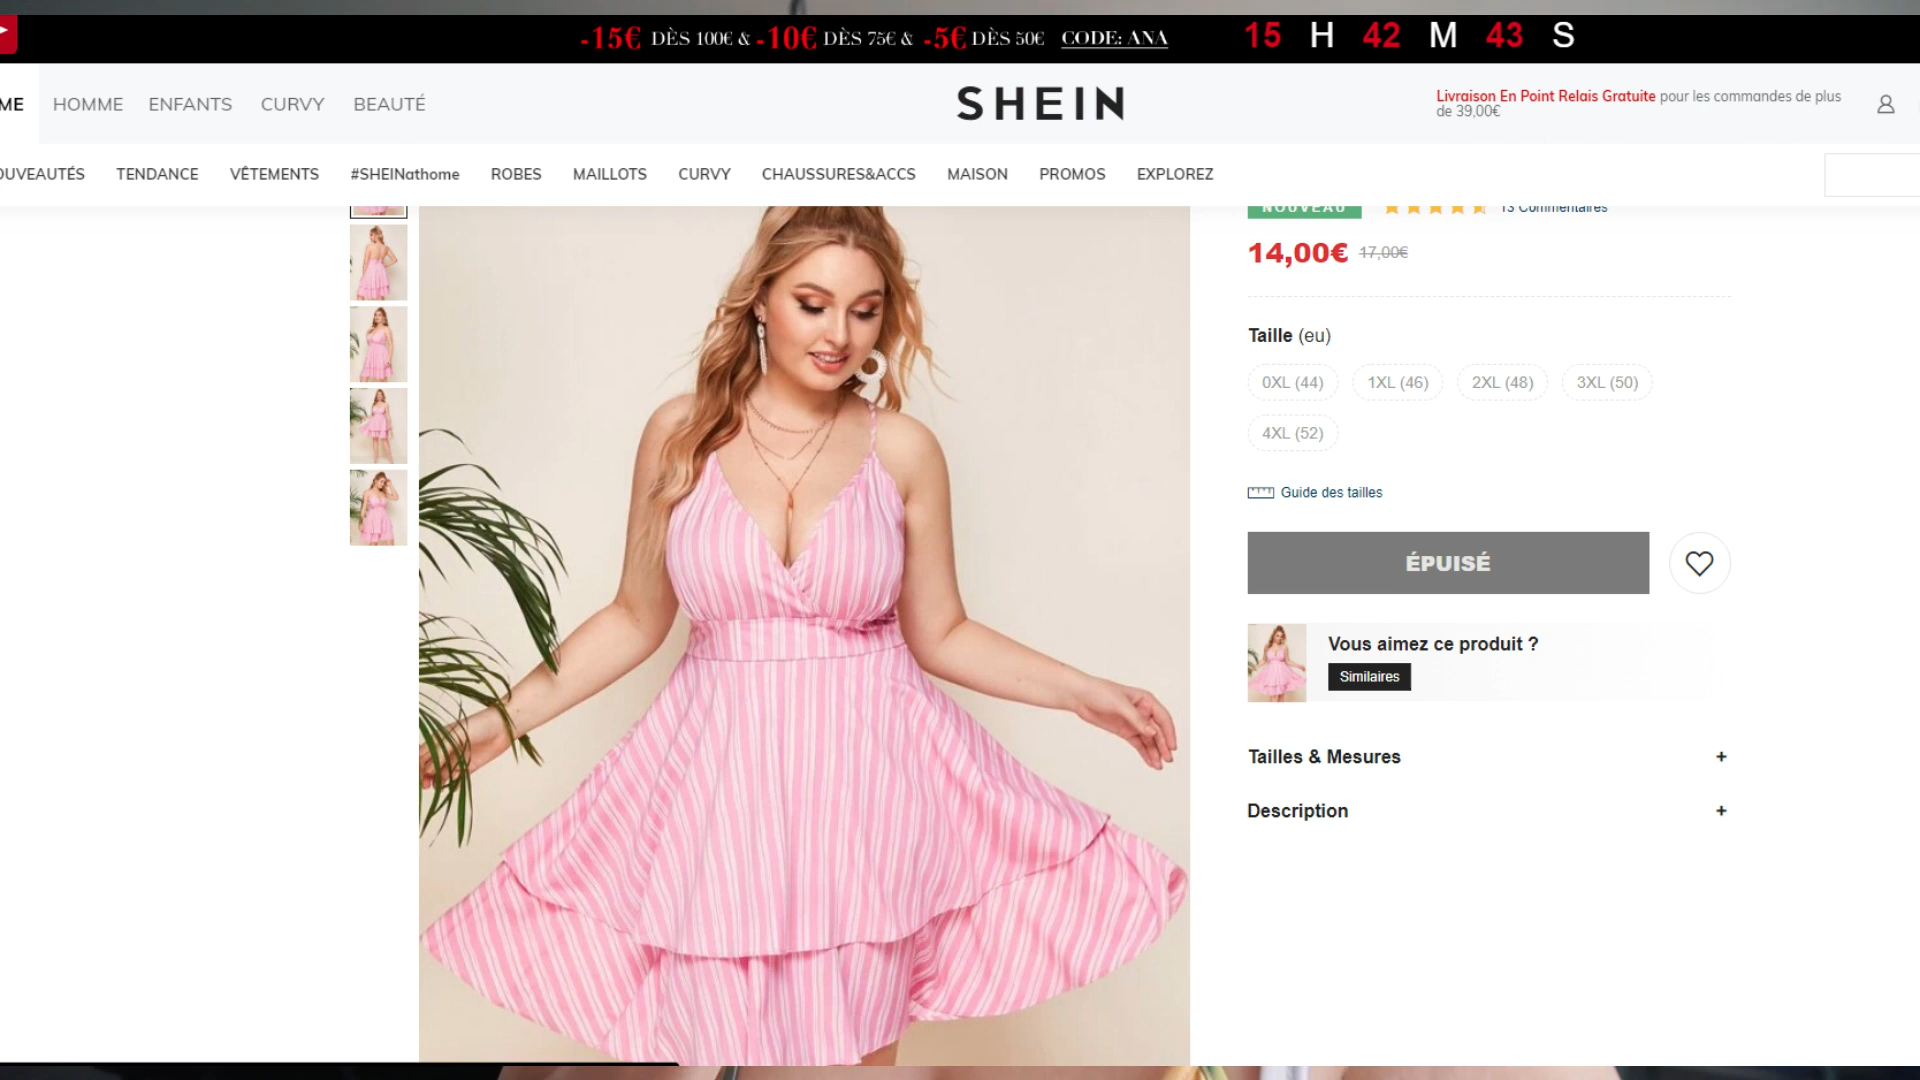 -15€ DÈS 100€ & -10€ DÈS 75€ & -5€ DÈS 50€ CODE: ANA
15 H 42 M 43 S
ME HOMME ENFANTS CURVY BEAUTÉ
SHEIN
Livraison En Point Relais Gratuite pour les commandes de plus
de 39,00€
OUVEAUTÉS TENDANCE VÊTEMENTS #SHEINathome ROBES MAILLOTS CURVY CHAUSSURES&ACCS MAISON PROMOS EXPLOREZ
NOUVEAU 13 Commentaires
14,00€ 17,00€
Taille (eu)
0XL (44) 1XL (46) 2XL (48) 3XL (50)
4XL (52)
Guide des tailles
ÉPUISÉ
Vous aimez ce produit ?
Similaires
Tailles & Mesures +
Description +